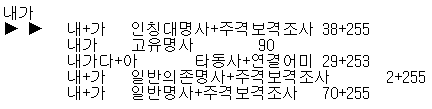 내가
▶ ▶ 내+가 인칭대명사+주격보격조사 38+255
내가 고유명사 90
내가다+아 타동사+연결어미 29+253
내+가 일반의존명사+주격보격조사 2+255
내+가 일반명사+주격보격조사 70+255